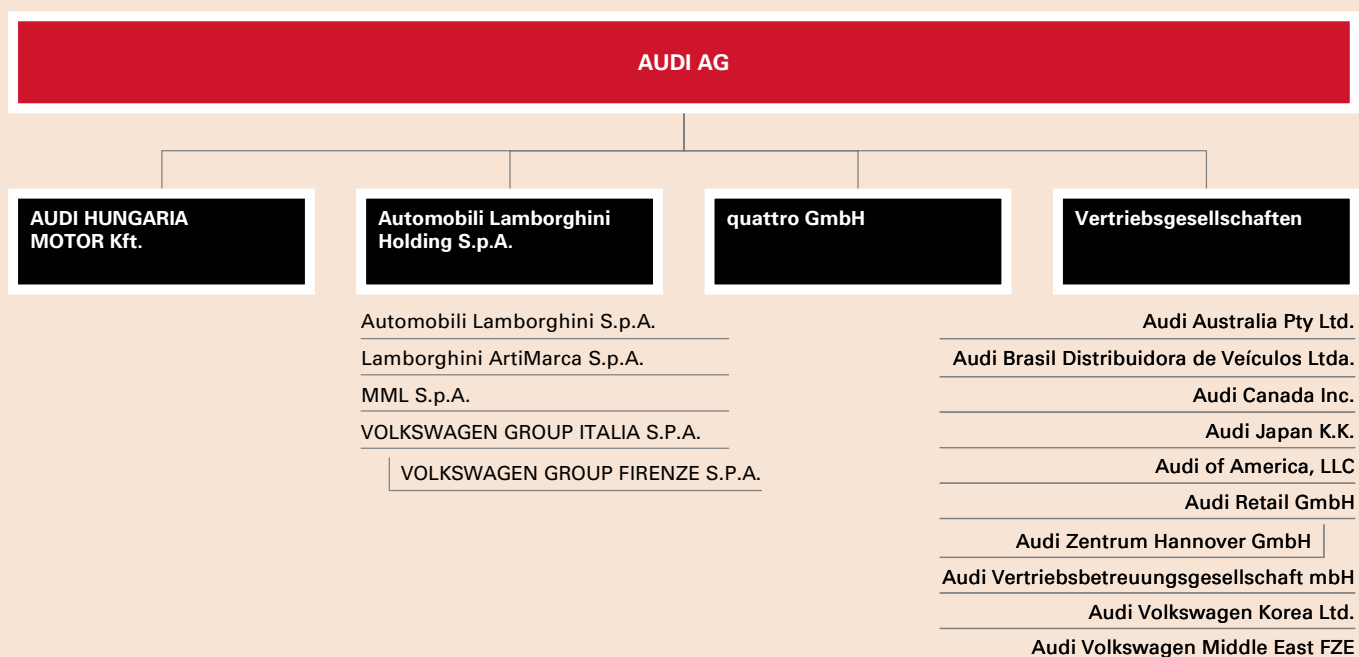 AUDI AG
AUDI HUNGARIA
MOTOR Kft.
Automobili Lamborghini
Holding S.p.A.
quattro GmbH
Vertriebsgesellschaften
Automobili Lamborghini S.p.A.
Lamborghini ArtiMarca S.p.A.
MML S.p.A.
VOLKSWAGEN GROUP ITALIA S.P.A.
VOLKSWAGEN GROUP FIRENZE S.P.A.
Audi Australia Pty Ltd.
Audi Brasil Distribuidora de Veículos Ltda.
Audi Canada Inc.
Audi Japan K.K.
Audi of America, LLC
Audi Retail GmbH
Audi Zentrum Hannover GmbH
Audi Vertriebsbetreuungsgesellschaft mbH
Audi Volkswagen Korea Ltd.
Audi Volkswagen Middle East FZE